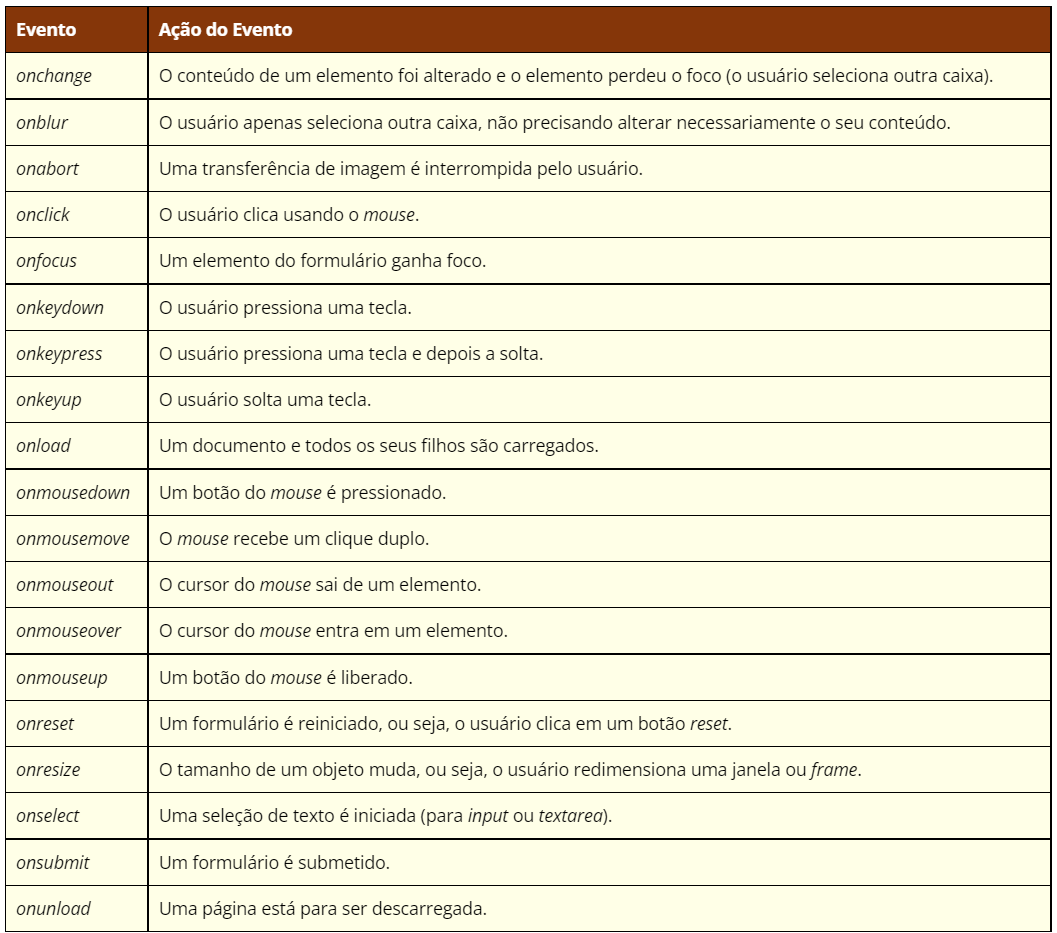 Evento Ação do Evento
onchange O conteúdo de um elemento foi alterado e o elemento perdeu o foco (o usuário seleciona outra caixa).
onblur O usuário apenas seleciona outra caixa, não precisando alterar necessariamente o seu conteúdo.
onabort Uma transferência de imagem é interrompida pelo usuário.
onclick O usuário clica usando o mouse.
onfocus Um elemento do formulário ganha foco.
onkeydown O usuário pressiona uma tecla.
onkeypress O usuário pressiona uma tecla e depois a solta.
onkeyup O usuário solta uma tecla.
onload Um documento e todos os seus filhos são carregados.
onmousedown Um botão do mouse é pressionado.
onmousemove O mouse recebe um clique duplo.
onmouseout O cursor do mouse sai de um elemento.
onmouseover O cursor do mouse entra em um elemento.
onmouseup Um botão do mouse é liberado.
onreset Um formulário é reiniciado, ou seja, o usuário clica em um botão reset.
onresize O tamanho de um objeto muda, ou seja, o usuário redimensiona uma janela ou frame.
onselect Uma seleção de texto é iniciada (para input ou textarea).
onsubmit Um formulário é submetido.
onunload Uma página está para ser descarregada.